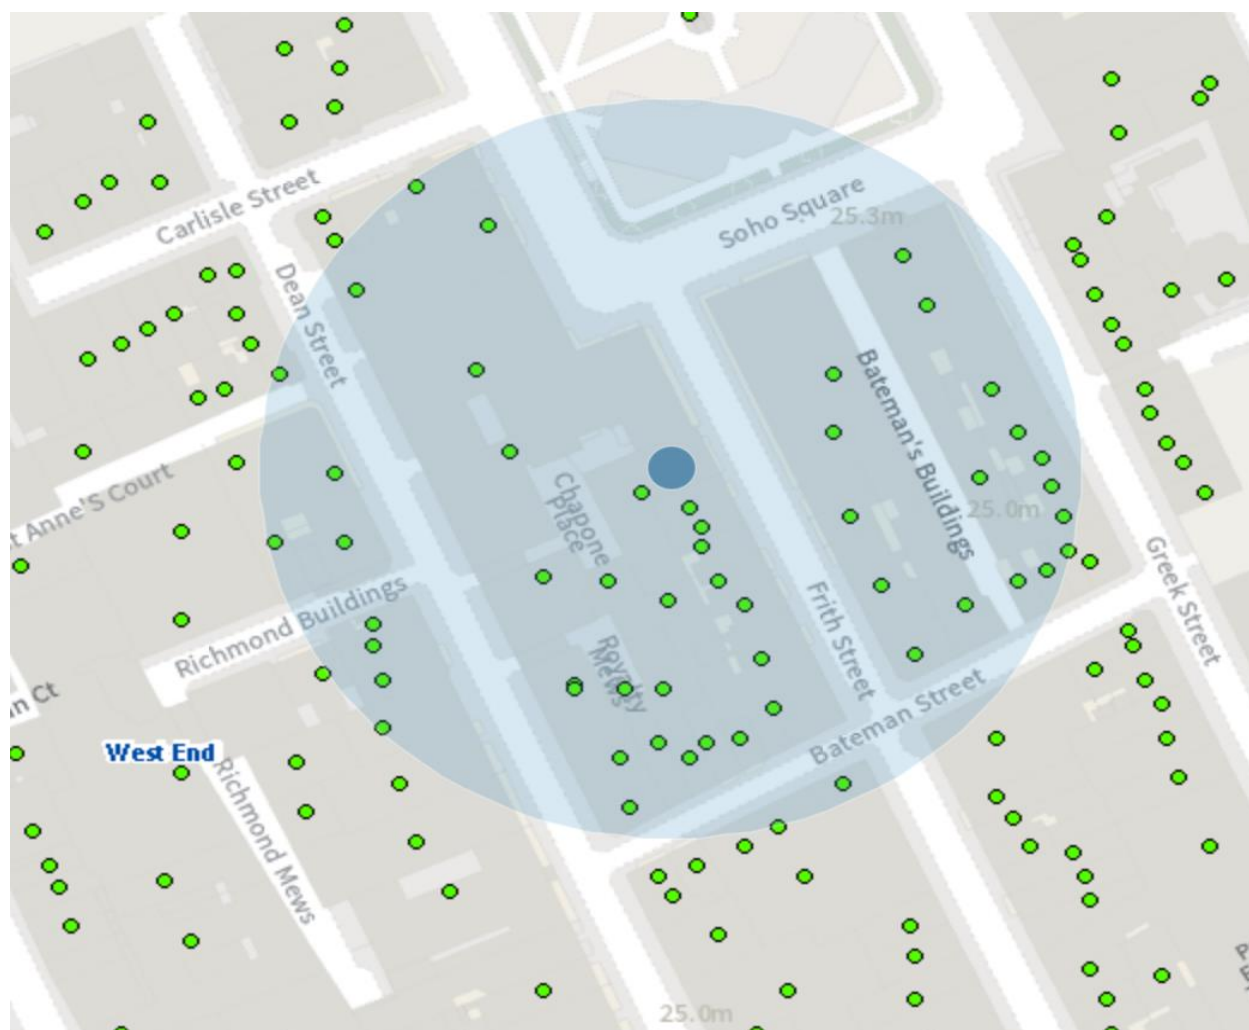 Carlisle Street
Soho Square
25.3m
Dean Street
Bateman's Buildings
t Anne'S Court
Chapone
Place
25.0m
Greek Street
Richmond Buildings
Frith Street
Royalty
Mews
n Ct
West End
Bateman Street
Richmond Mews
25.0m